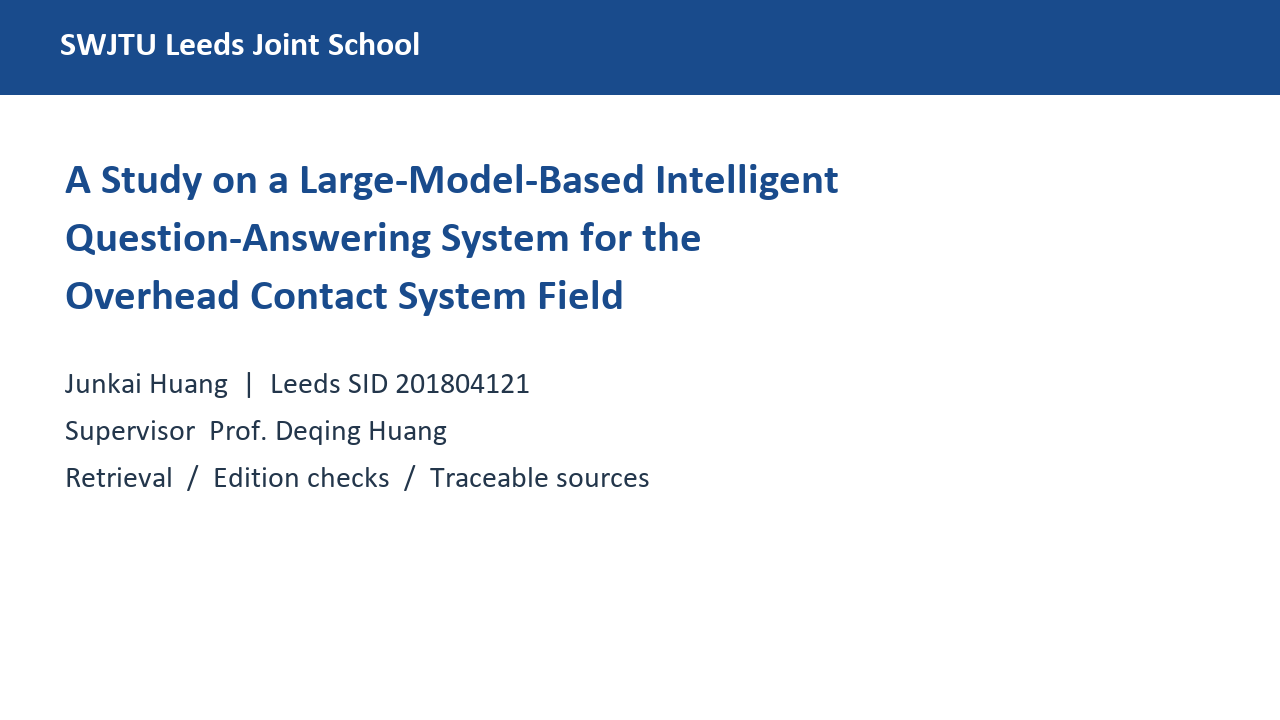 SWJTU Leeds Joint School
A Study on a Large-Model-Based Intelligent
Question-Answering System for the
Overhead Contact System Field
Junkai Huang | Leeds SID 201804121
Supervisor Prof. Deqing Huang
Retrieval / Edition checks / Traceable sources